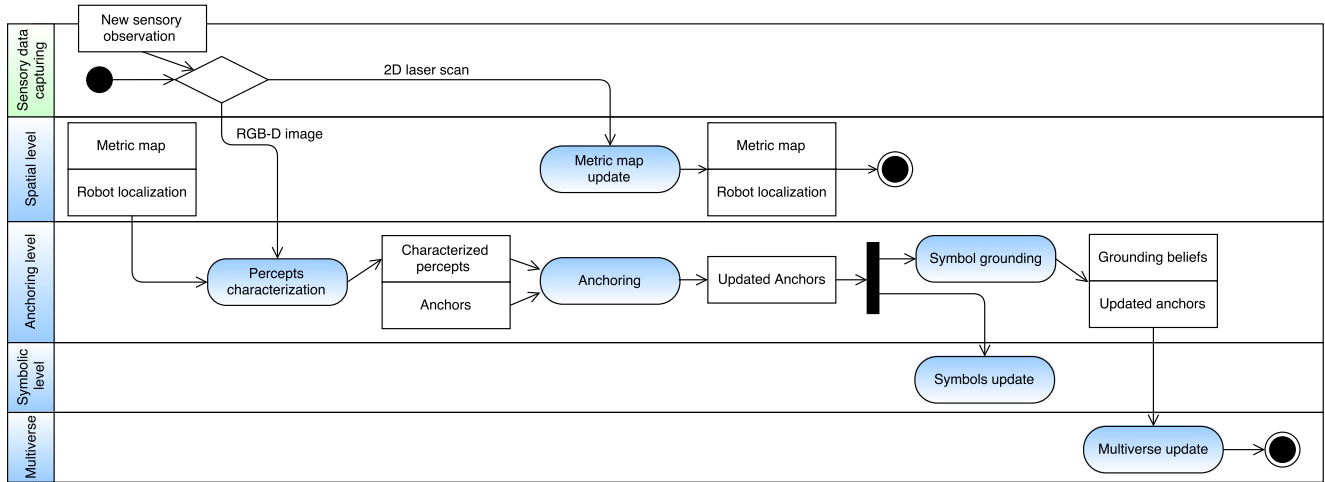 New sensory
observation
Sensory data
capturing
2D laser scan
RGB-D image
Spatial level
Metric map
Robot localization
Metric map
update
Metric map
Robot localization
Anchoring level
Percepts
characterization
Characterized
percepts
Anchors
Anchoring
Updated Anchors
Symbol grounding
Grounding beliefs
Updated anchors
Symbolic
level
Symbols update
Multiverse
Multiverse update